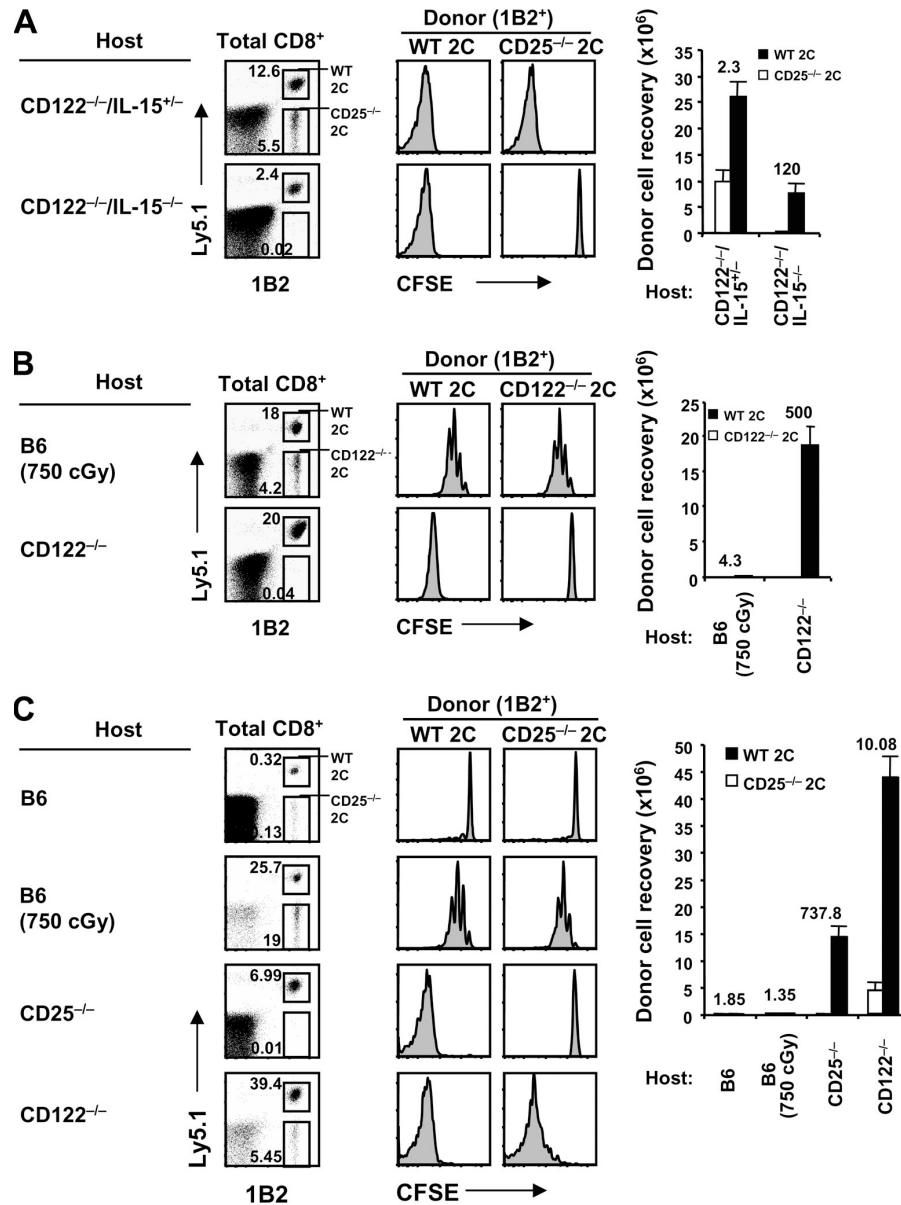 A
Host
Total CD8⁺
Donor (1B2⁺)
WT 2C
CD25⁻/⁻ 2C
CD122⁻/⁻/IL-15⁺/⁻
12.6
WT
2C
CD25⁻/⁻
2C
5.5
CD122⁻/⁻/IL-15⁻/⁻
2.4
0.02
Ly5.1
1B2
CFSE
Donor cell recovery (x10⁶)
35
30
25
20
15
10
5
0
WT 2C
CD25⁻/⁻ 2C
2.3
120
Host:
CD122⁻/⁻/
IL-15⁺/⁻
CD122⁻/⁻/
IL-15⁻/⁻
B
Host
Total CD8⁺
Donor (1B2⁺)
WT 2C
CD122⁻/⁻ 2C
B6
(750 cGy)
18
WT
2C
CD122⁻/⁻
2C
4.2
CD122⁻/⁻
20
0.04
Ly5.1
1B2
CFSE
Donor cell recovery (x10⁶)
25
20
15
10
5
0
WT 2C
CD122⁻/⁻ 2C
500
4.3
Host:
B6
(750 cGy)
CD122⁻/⁻
C
Host
Total CD8⁺
Donor (1B2⁺)
WT 2C
CD25⁻/⁻ 2C
B6
0.32
WT
2C
CD25⁻/⁻
2C
0.13
B6
(750 cGy)
25.7
19
CD25⁻/⁻
6.99
0.01
CD122⁻/⁻
39.4
5.45
Ly5.1
1B2
CFSE
Donor cell recovery (x10⁶)
50
45
40
35
30
25
20
15
10
5
0
WT 2C
CD25⁻/⁻ 2C
10.08
737.8
1.85
1.35
Host:
B6
B6
(750 cGy)
CD25⁻/⁻
CD122⁻/⁻